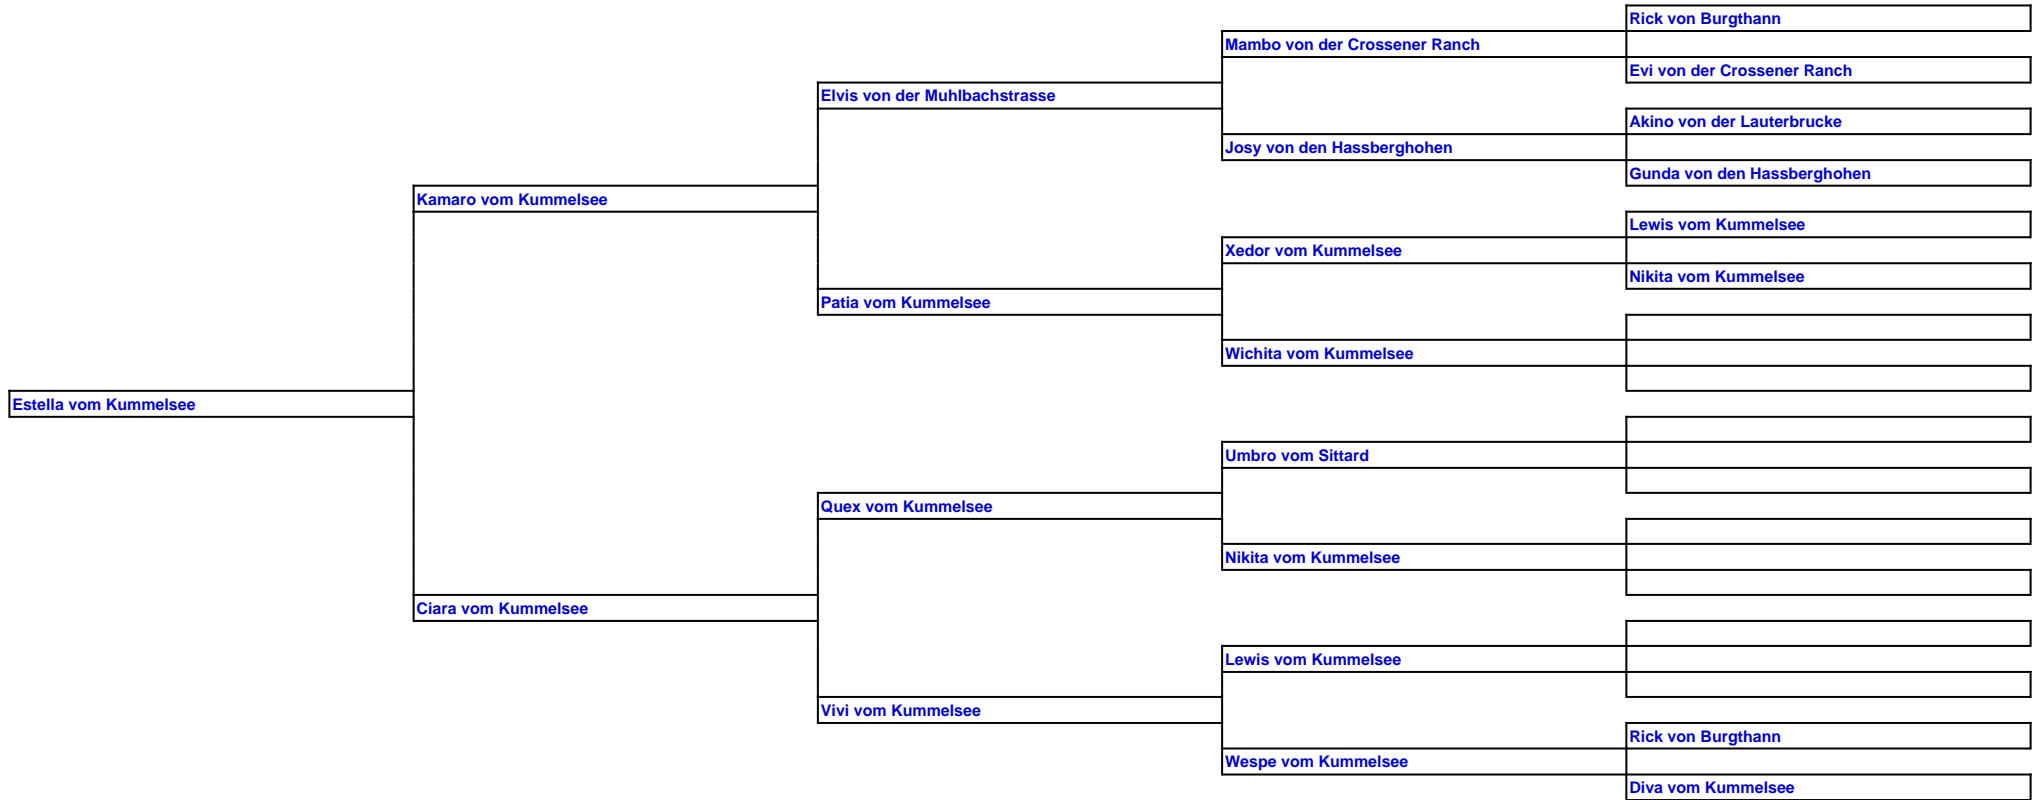 Rick von Burgthann
Mambo von der Crossener Ranch
Evi von der Crossener Ranch
Elvis von der Muhlbachstrasse
Akino von der Lauterbrucke
Josy von den Hassberghohen
Gunda von den Hassberghohen
Kamaro vom Kummelsee
Lewis vom Kummelsee
Xedor vom Kummelsee
Nikita vom Kummelsee
Patia vom Kummelsee
Wichita vom Kummelsee
Estella vom Kummelsee
Umbro vom Sittard
Quex vom Kummelsee
Nikita vom Kummelsee
Ciara vom Kummelsee
Lewis vom Kummelsee
Vivi vom Kummelsee
Rick von Burgthann
Wespe vom Kummelsee
Diva vom Kummelsee